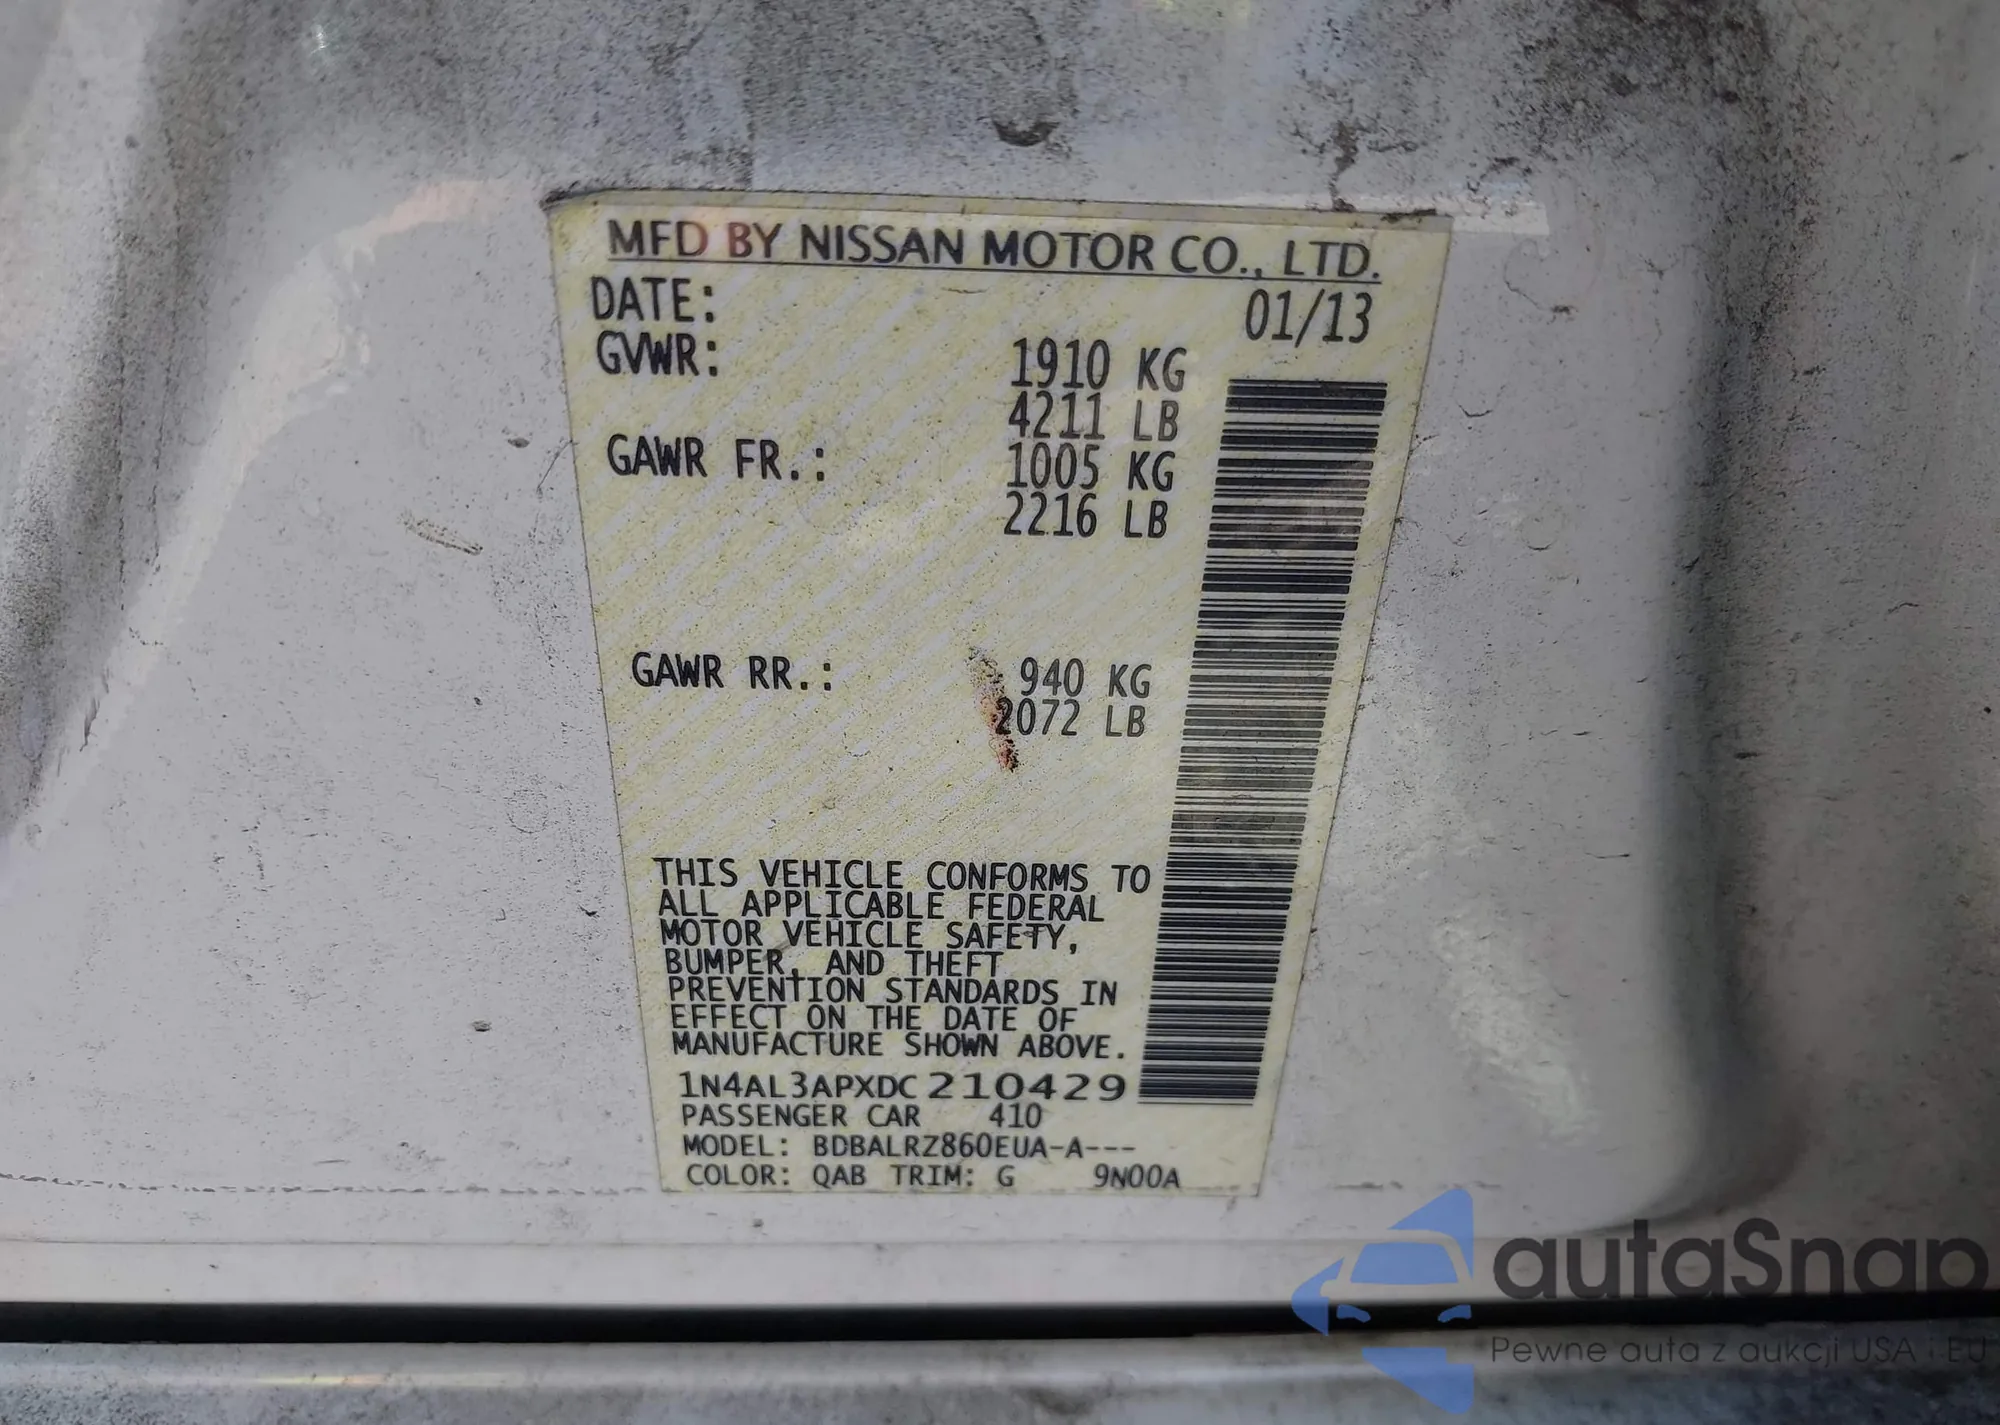 MFD BY NISSAN MOTOR CO., LTD.
DATE: 01/13
GVWR: 1910 KG
4211 LB
GAWR FR.: 1005 KG
2216 LB
GAWR RR.: 940 KG
2072 LB
THIS VEHICLE CONFORMS TO
ALL APPLICABLE FEDERAL
MOTOR VEHICLE SAFETY,
BUMPER, AND THEFT
PREVENTION STANDARDS IN
EFFECT ON THE DATE OF
MANUFACTURE SHOWN ABOVE.
1N4AL3APXDC210429
PASSENGER CAR 410
MODEL: BDBALRZ860EUA-A---
COLOR: QAB TRIM: G 9N00A
autaSnap
Pewne auta z aukcji USA i EU